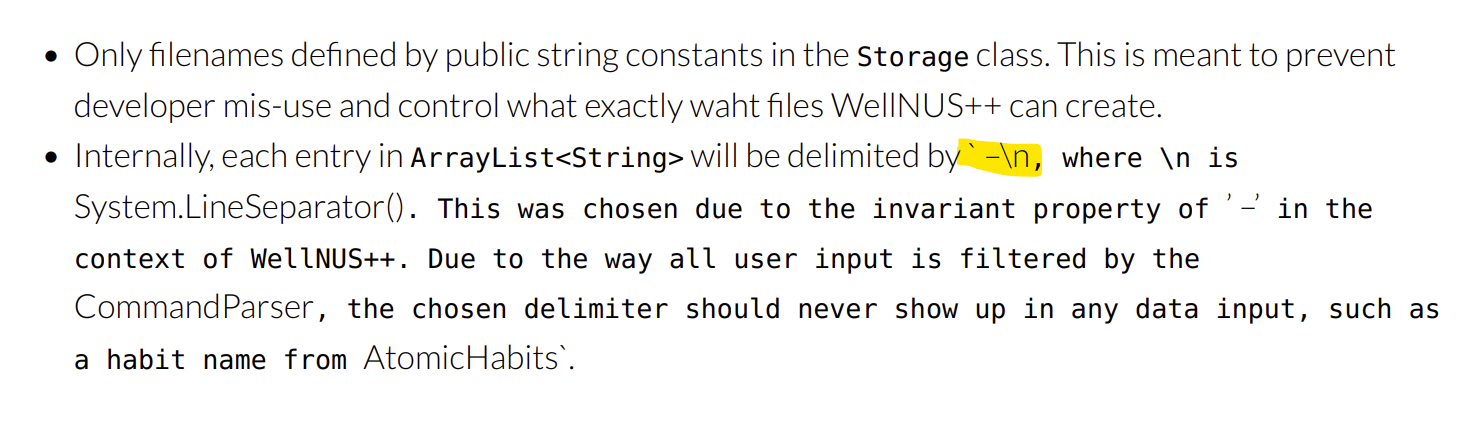 • Only filenames defined by public string constants in the Storage class. This is meant to prevent
developer mis-use and control what exactly waht files WellNUS++ can create.
• Internally, each entry in ArrayList<String> will be delimited by ` –\n, where \n is
System.LineSeparator(). This was chosen due to the invariant property of ’ –’ in the
context of WellNUS++. Due to the way all user input is filtered by the
CommandParser, the chosen delimiter should never show up in any data input, such as
a habit name from AtomicHabits`.